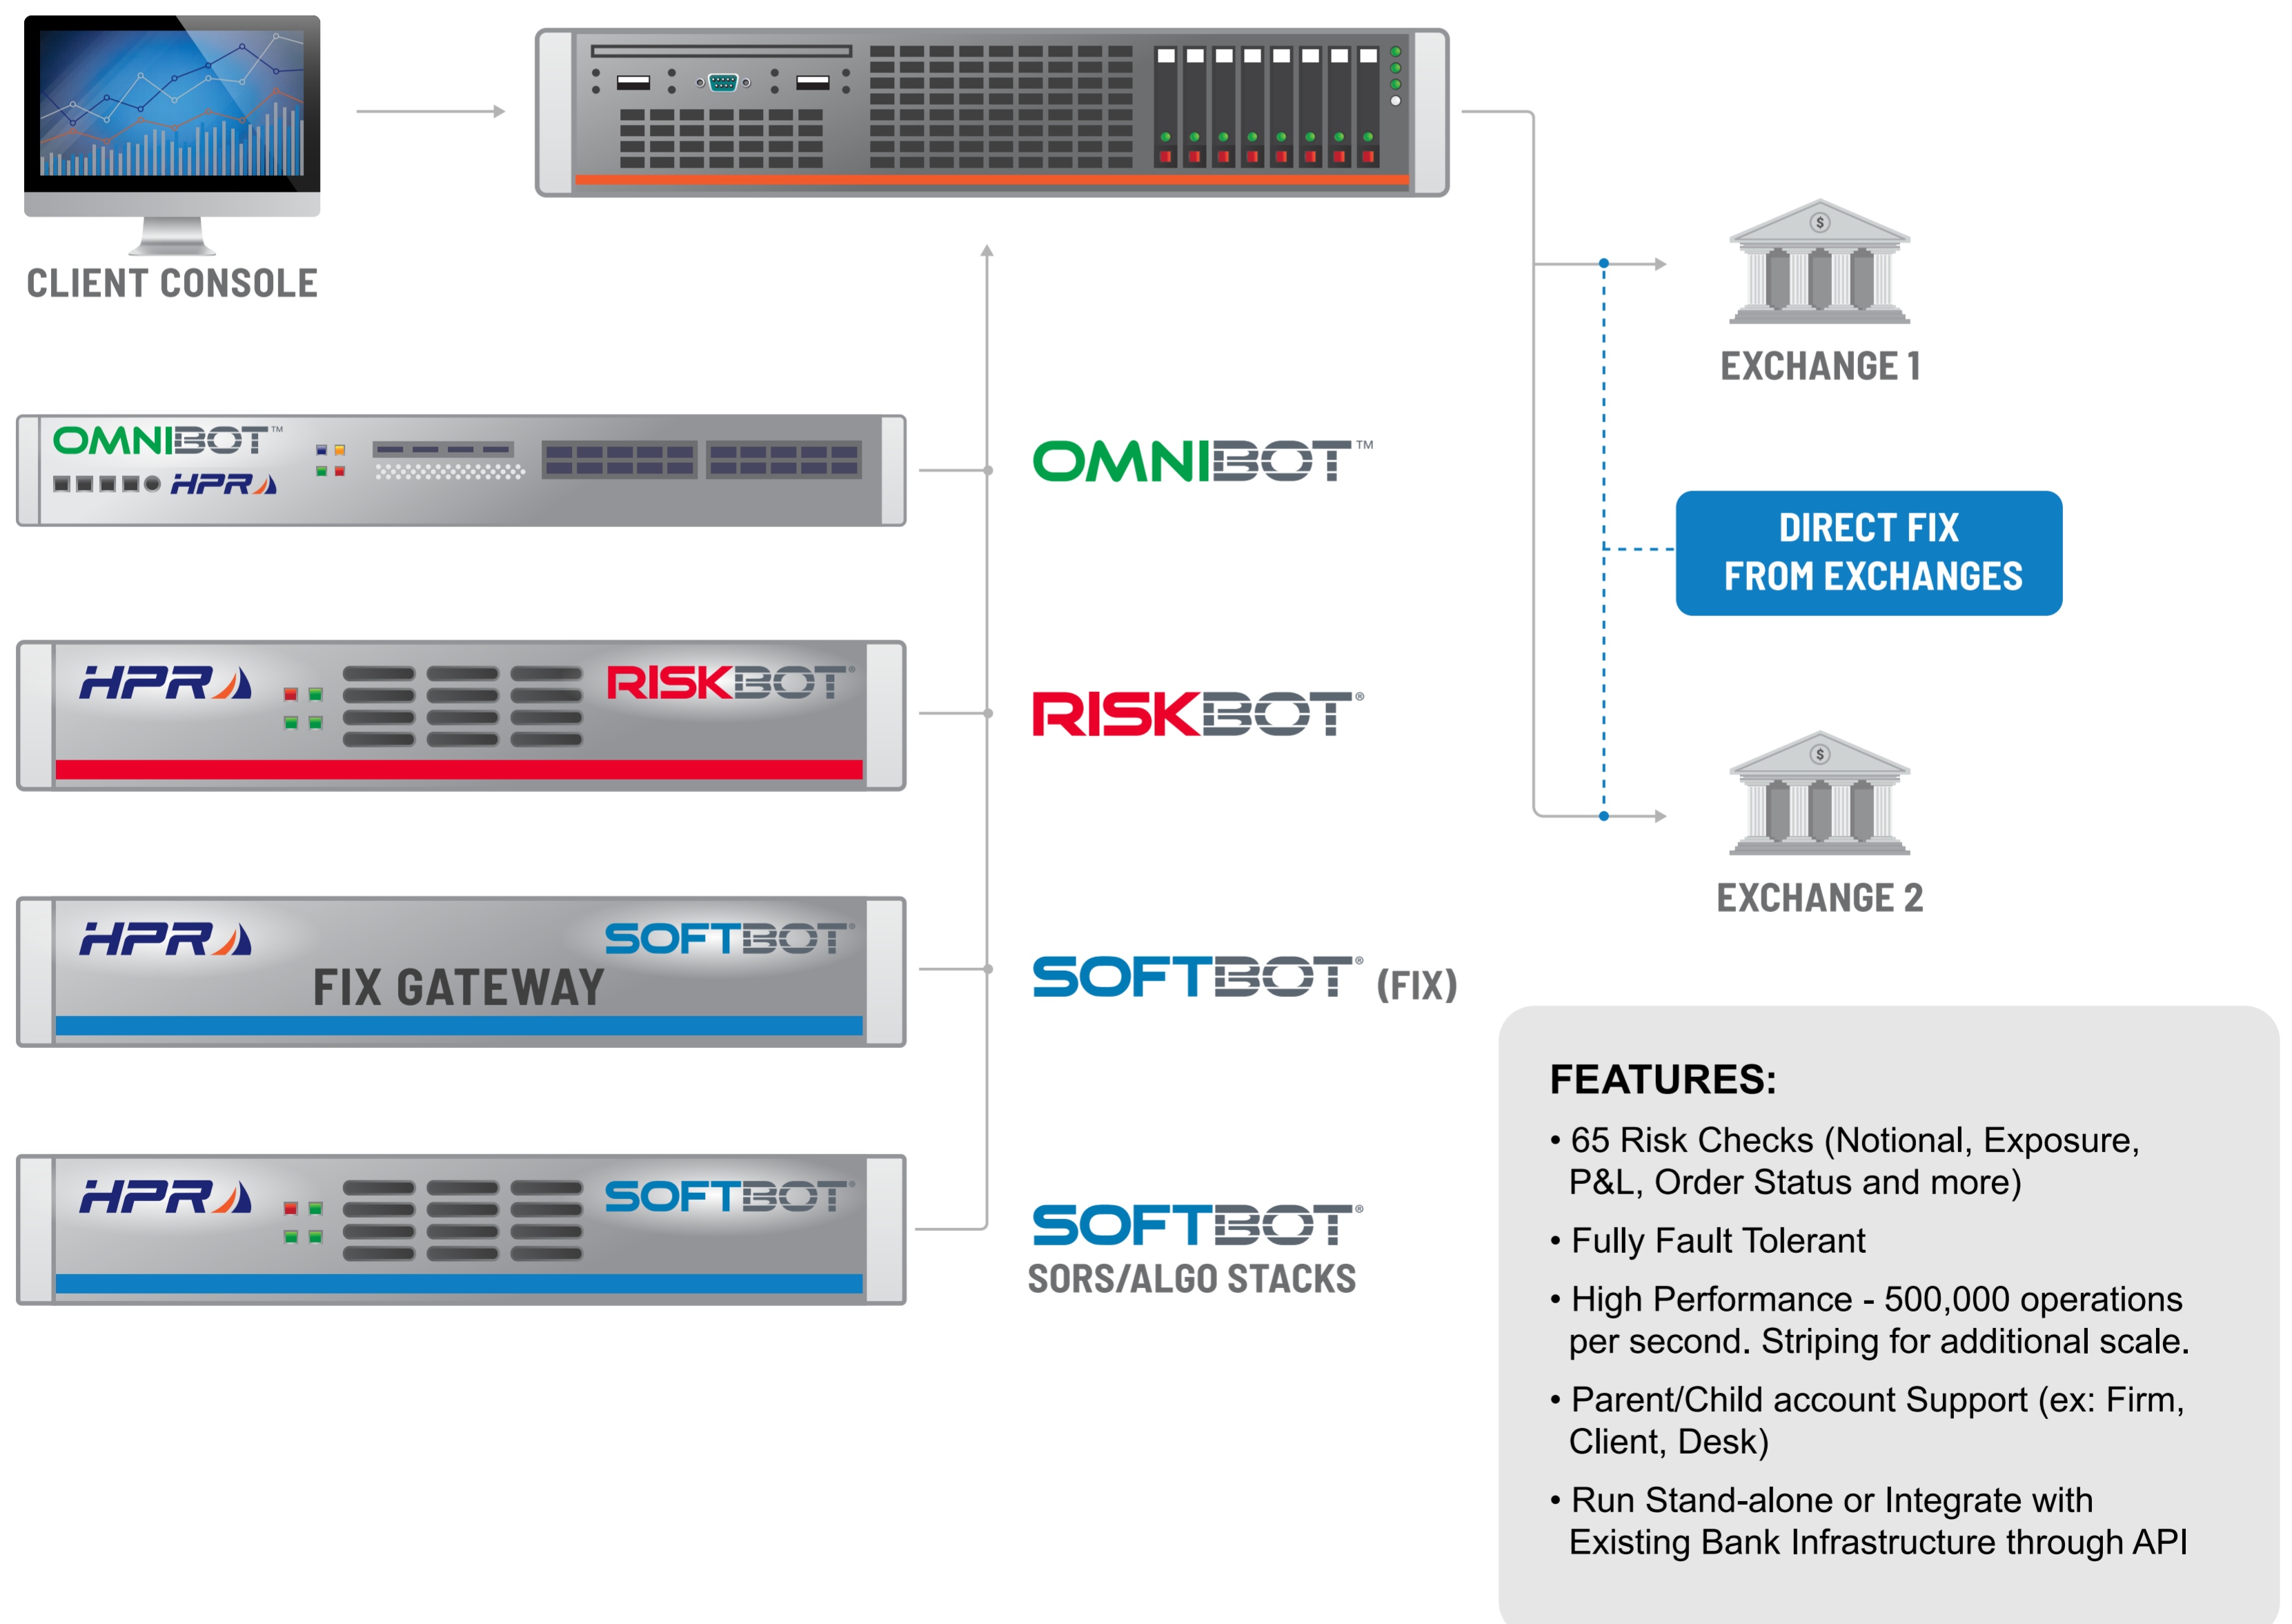 CLIENT CONSOLE
$
EXCHANGE 1
OMNIBOT™
HPR
OMNIBOT™
DIRECT FIX
FROM EXCHANGES
HPR
RISKBOT®
RISKBOT®
$
EXCHANGE 2
HPR
SOFTBOT®
FIX GATEWAY
SOFTBOT® (FIX)
HPR
SOFTBOT®
SOFTBOT®
SORS/ALGO STACKS
FEATURES:
• 65 Risk Checks (Notional, Exposure,
P&L, Order Status and more)
• Fully Fault Tolerant
• High Performance - 500,000 operations
per second. Striping for additional scale.
• Parent/Child account Support (ex: Firm,
Client, Desk)
• Run Stand-alone or Integrate with
Existing Bank Infrastructure through API